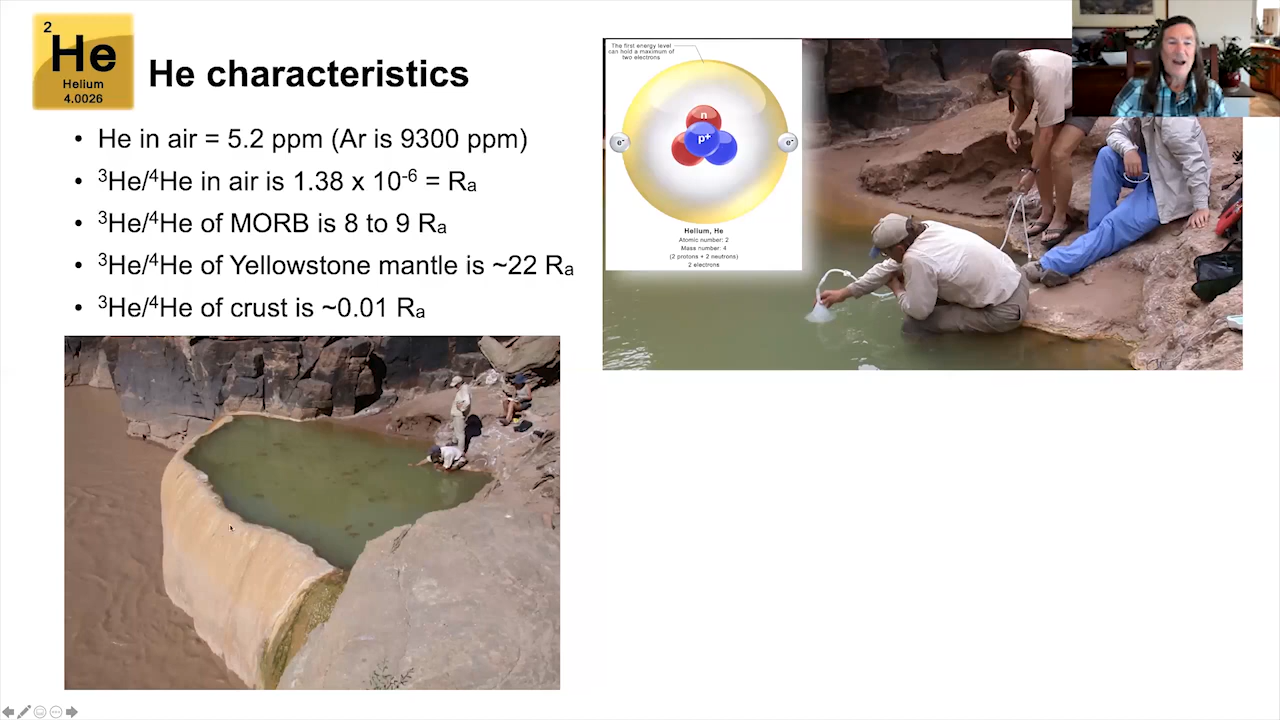 2
He
Helium
4.0026
He characteristics
• He in air = 5.2 ppm (Ar is 9300 ppm)
• ³He/⁴He in air is 1.38 x 10⁻⁶ = Ra
• ³He/⁴He of MORB is 8 to 9 Ra
• ³He/⁴He of Yellowstone mantle is ~22 Ra
• ³He/⁴He of crust is ~0.01 Ra
The first energy level
can hold a maximum of
two electrons
n
p+
e-
e-
Helium, He
Atomic number: 2
Mass number: 4
(2 protons + 2 neutrons)
2 electrons